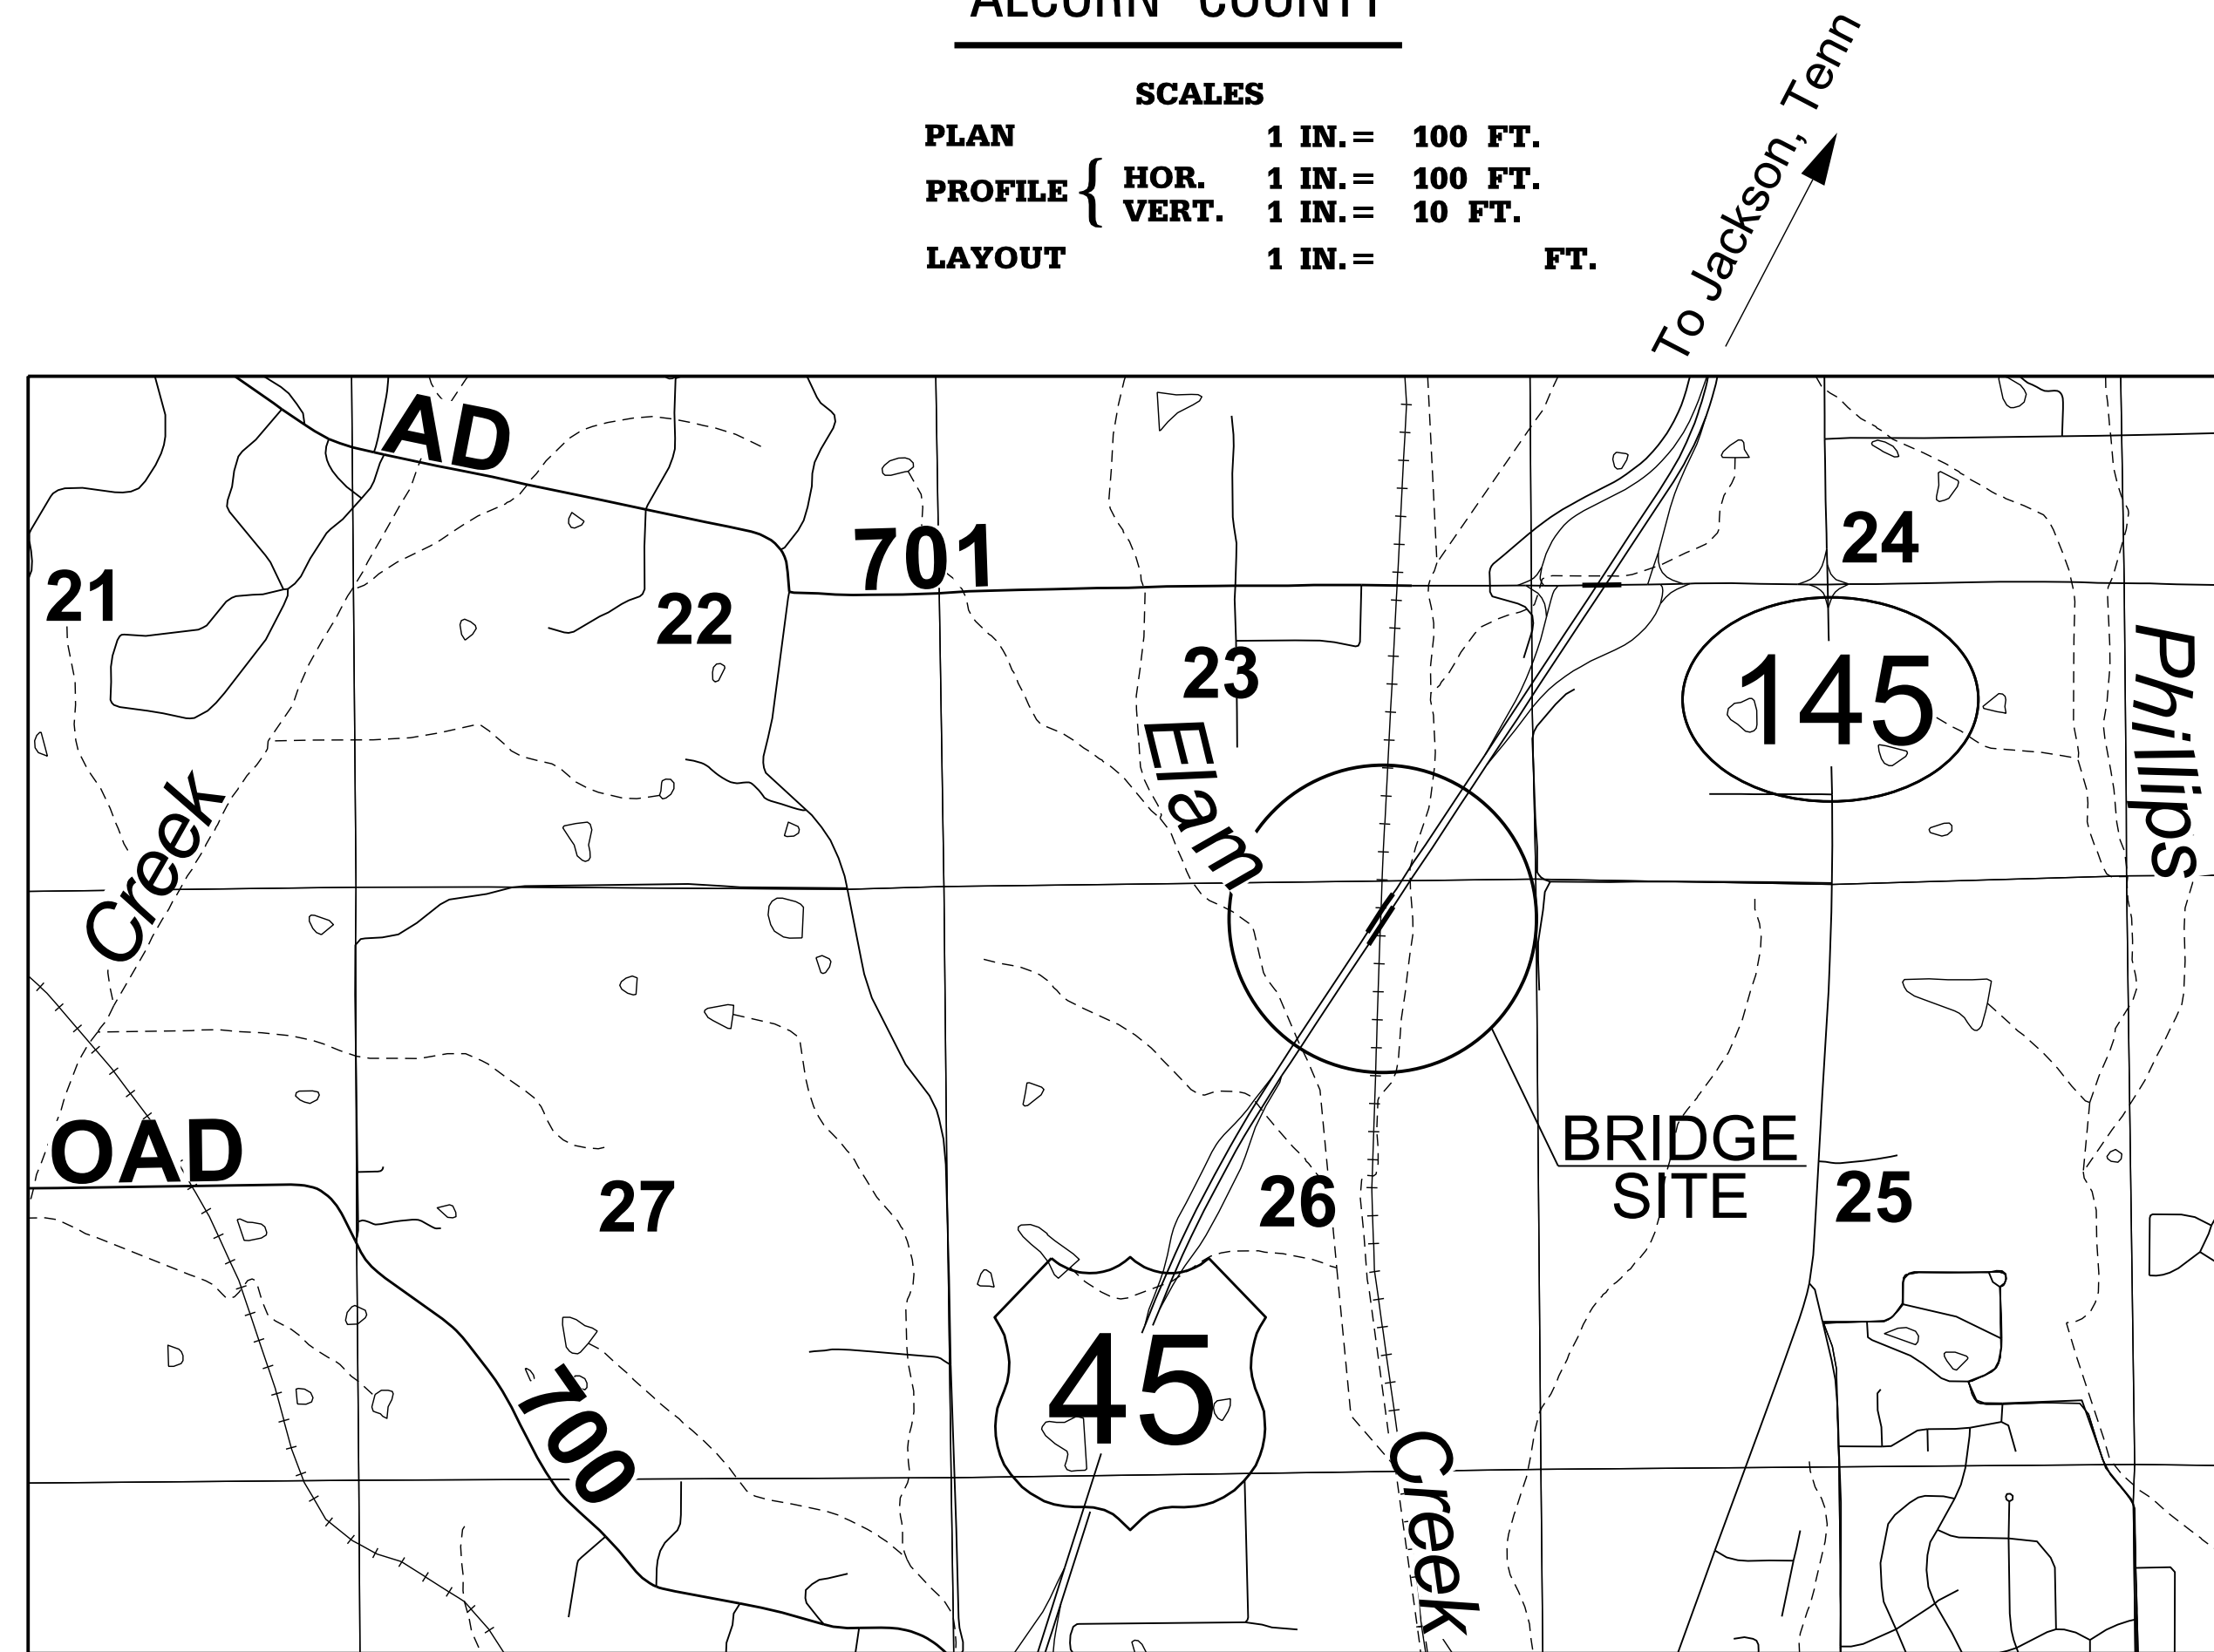 ALCORN COUNTY
SCALES
PLAN 1 IN.= 100 FT.
PROFILE { HOR. 1 IN.= 100 FT.
VERT. 1 IN.= 10 FT.
LAYOUT 1 IN.= FT.
To Jackson, Tenn
AD
701
24
21
22
23
145
Phillips
Elam
Creek
OAD
BRIDGE
SITE
27
26
25
45
700
Creek